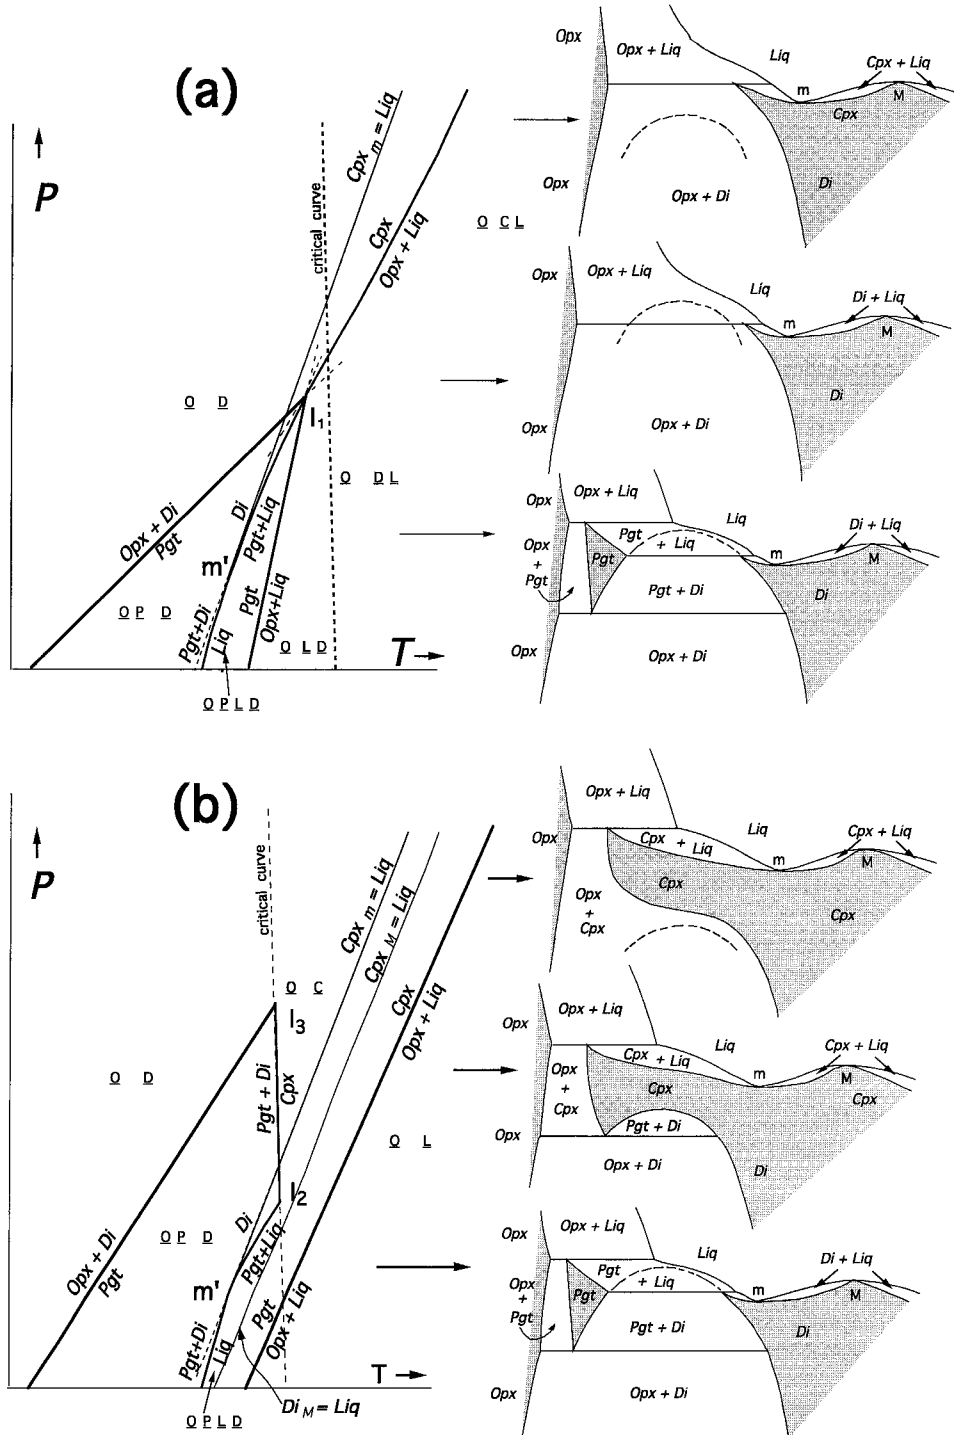 (a)
P
critical curve
Cpx m = Liq
Cpx
Opx + Liq
O C L
O D
I1
O D L
Opx + Di
Pgt
Di
Pgt+Liq
m'
Pgt
Opx+Liq
O P D
Pgt+Di
Liq
O L D
T
O P L D
Opx
Opx + Liq
Liq
Cpx + Liq
m
M
Cpx
Opx
Opx + Di
Di
Opx
Opx + Liq
Liq
Di + Liq
m
M
Di
Opx
Opx + Di
Opx
Opx + Liq
Liq
Pgt
+ Liq
Di + Liq
m
M
Opx
+
Pgt
Pgt
Pgt + Di
Di
Opx
Opx + Di
(b)
P
critical curve
Cpx m = Liq
Cpx M = Liq
Cpx
Opx + Liq
O C
I3
O D
Pgt + Di
Cpx
O L
I2
O P D
Di
Pgt+Liq
Opx + Di
Pgt
m'
Pgt
Opx + Liq
Pgt+Di
Liq
T
Di M = Liq
O P L D
Opx + Liq
Liq
Opx
Cpx + Liq
m
Cpx + Liq
M
Cpx
Cpx
Opx
+
Cpx
Opx
Opx + Liq
Liq
Cpx + Liq
m
Cpx + Liq
M
Opx
+
Cpx
Cpx
Cpx
Opx
Pgt + Di
Opx + Di
Di
Opx
Opx + Liq
Liq
Pgt
+ Liq
Di + Liq
m
M
Opx
+
Pgt
Pgt
Pgt + Di
Di
Opx
Opx + Di